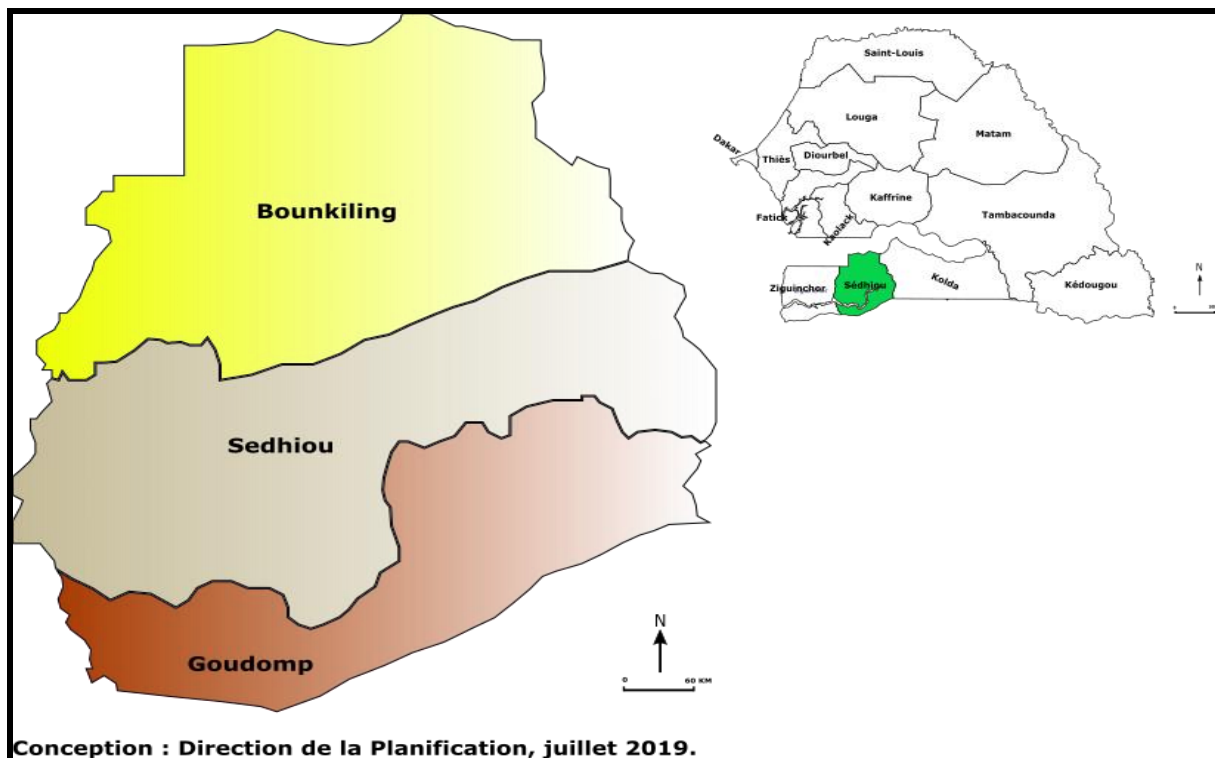 Bounkiling
Sedhiou
Goudomp
N
0 60 KM
Saint-Louis
Louga
Matam
Dakar
Thiès
Diourbel
Kaffrine
Fatick
Kaolack
Tambacounda
Ziguinchor
Sédhiou
Kolda
Kédougou
N
Conception : Direction de la Planification, juillet 2019.